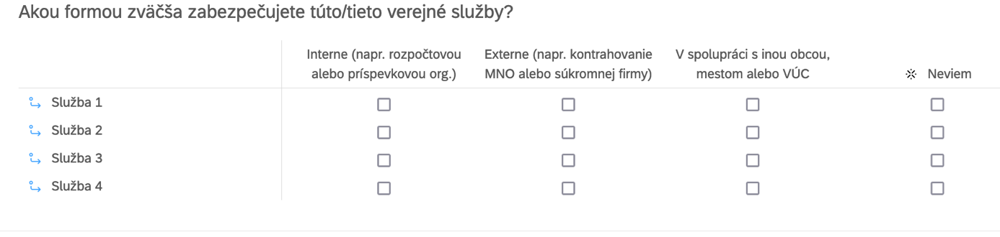 Akou formou zväčša zabezpečujete túto/tieto verejné služby?
Interne (napr. rozpočtovou
alebo príspevkovou org.)
Externe (napr. kontrahovanie
MNO alebo súkromnej firmy)
V spolupráci s inou obcou,
mestom alebo VÚC
Neviem
Služba 1
Služba 2
Služba 3
Služba 4